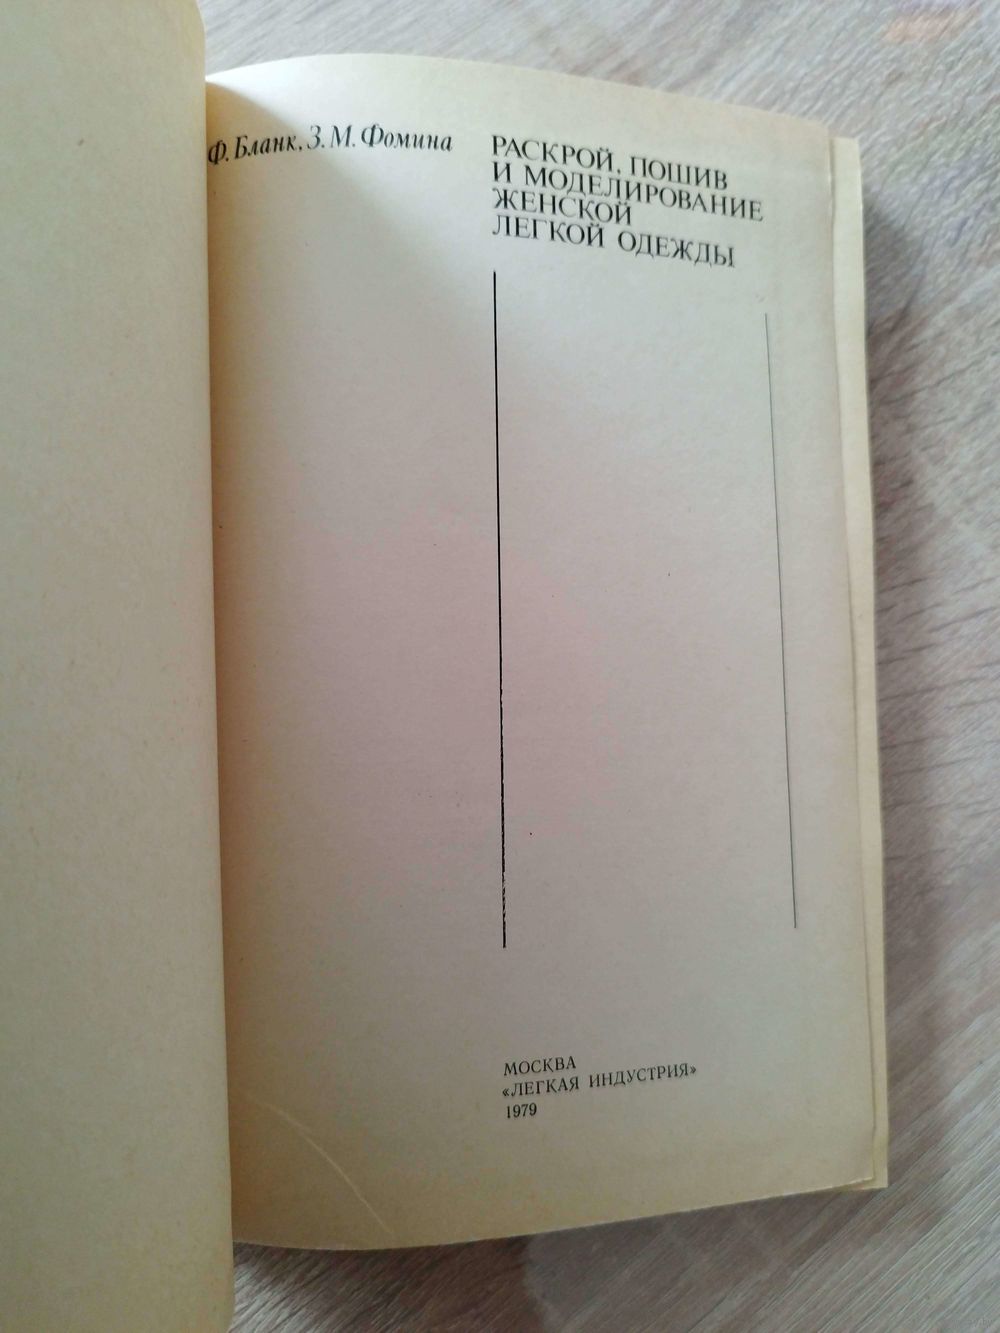 Ф. Бланк, З. М. Фомина
РАСКРОЙ, ПОШИВ
И МОДЕЛИРОВАНИЕ
ЖЕНСКОЙ
ЛЕГКОЙ ОДЕЖДЫ
МОСКВА
«ЛЕГКАЯ ИНДУСТРИЯ»
1979